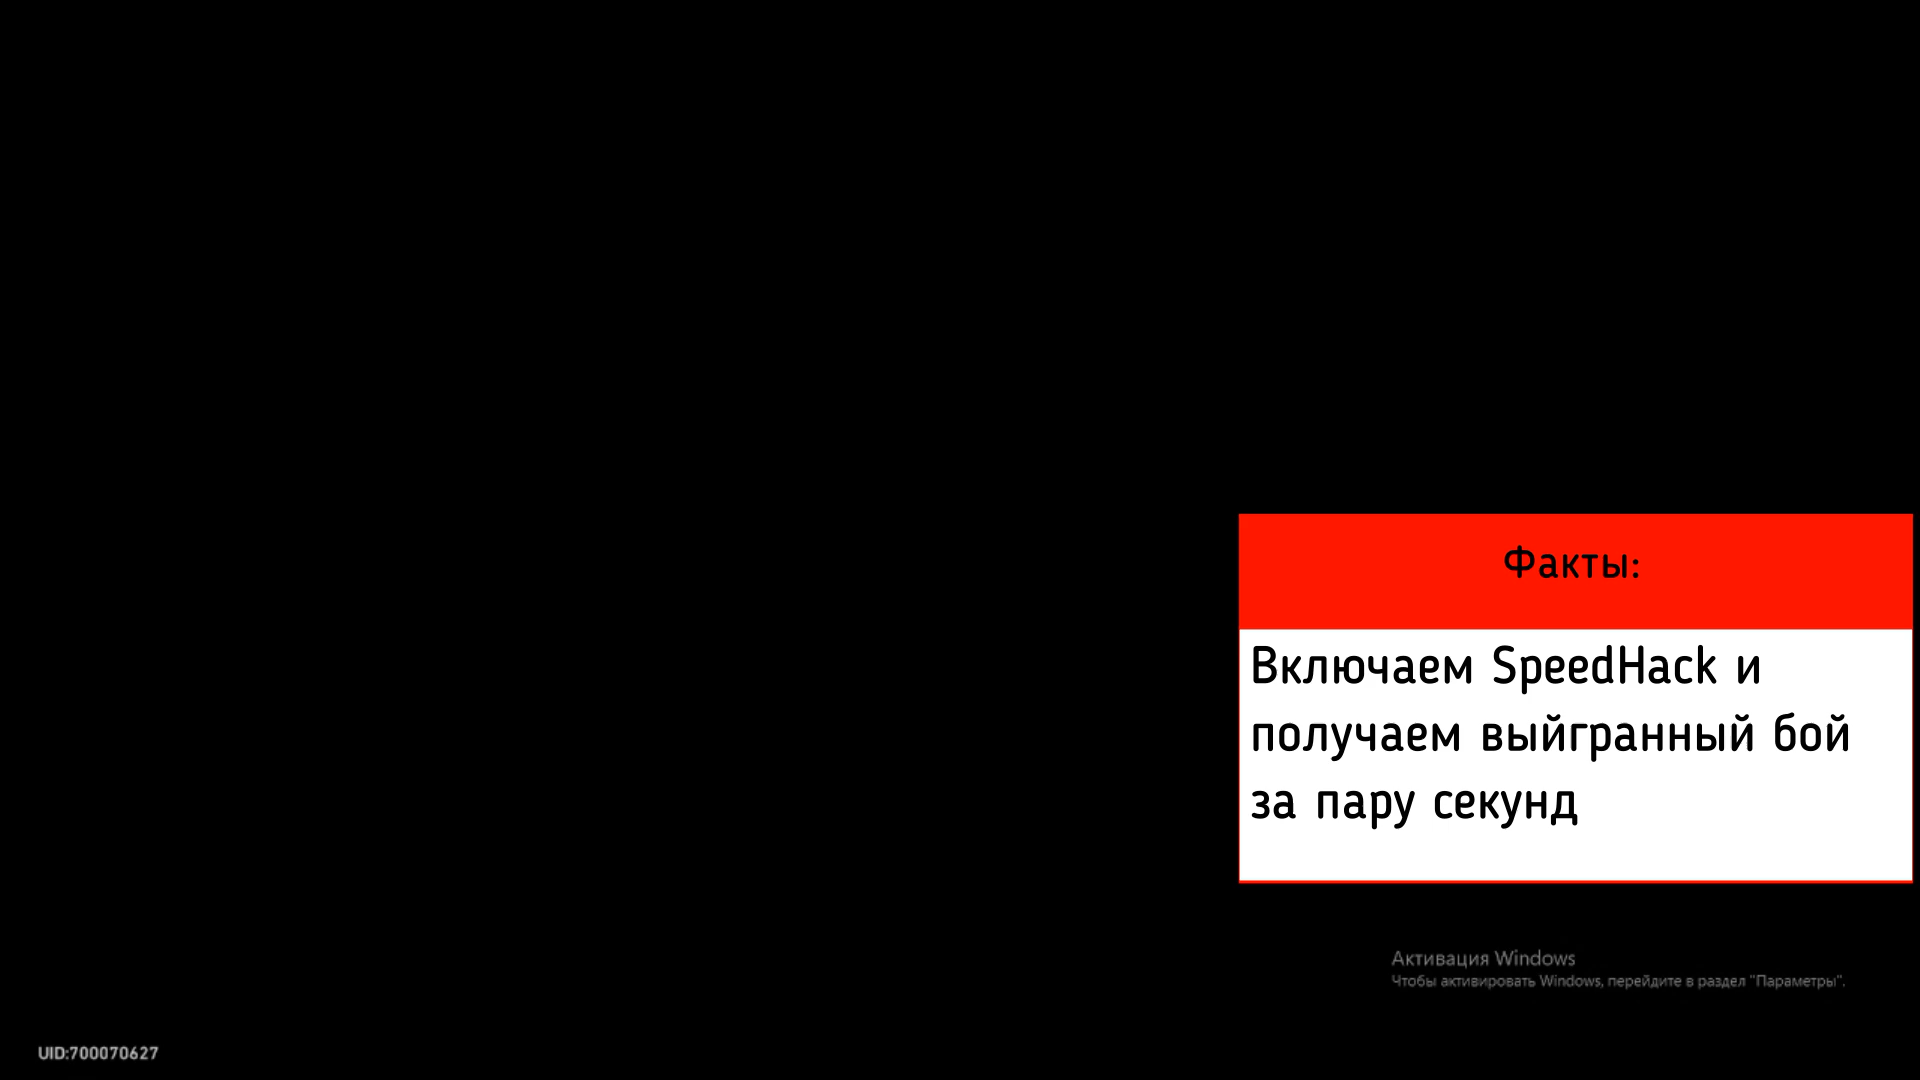 Факты:
Включаем SpeedHack и
получаем выйгранный бой
за пару секунд
Активация Windows
Чтобы активировать Windows, перейдите в раздел "Параметры".
UID:700070627